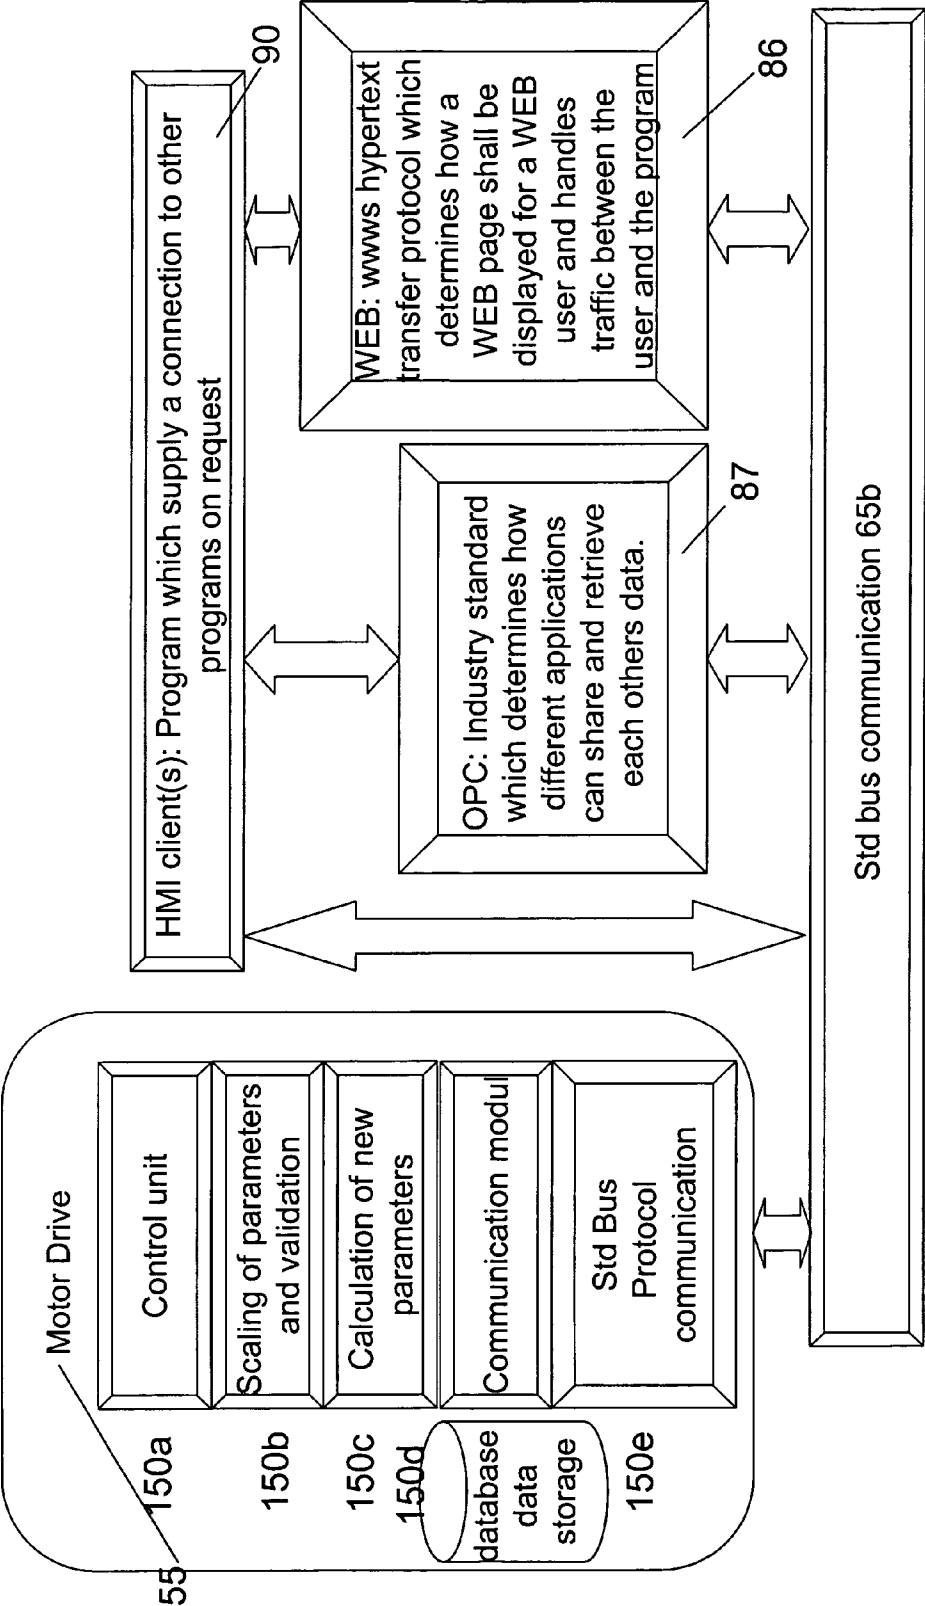 55
Motor Drive
150a
Control unit
150b
Scaling of parameters
and validation
150c
Calculation of new
parameters
150d
Communication modul
database
data
storage
150e
Std Bus
Protocol
communication
HMI client(s): Program which supply a connection to other
programs on request
90
OPC: Industry standard
which determines how
different applications
can share and retrieve
each others data.
87
WEB: wwws hypertext
transfer protocol which
determines how a
WEB page shall be
displayed for a WEB
user and handles
traffic between the
user and the program
86
Std bus communication 65b